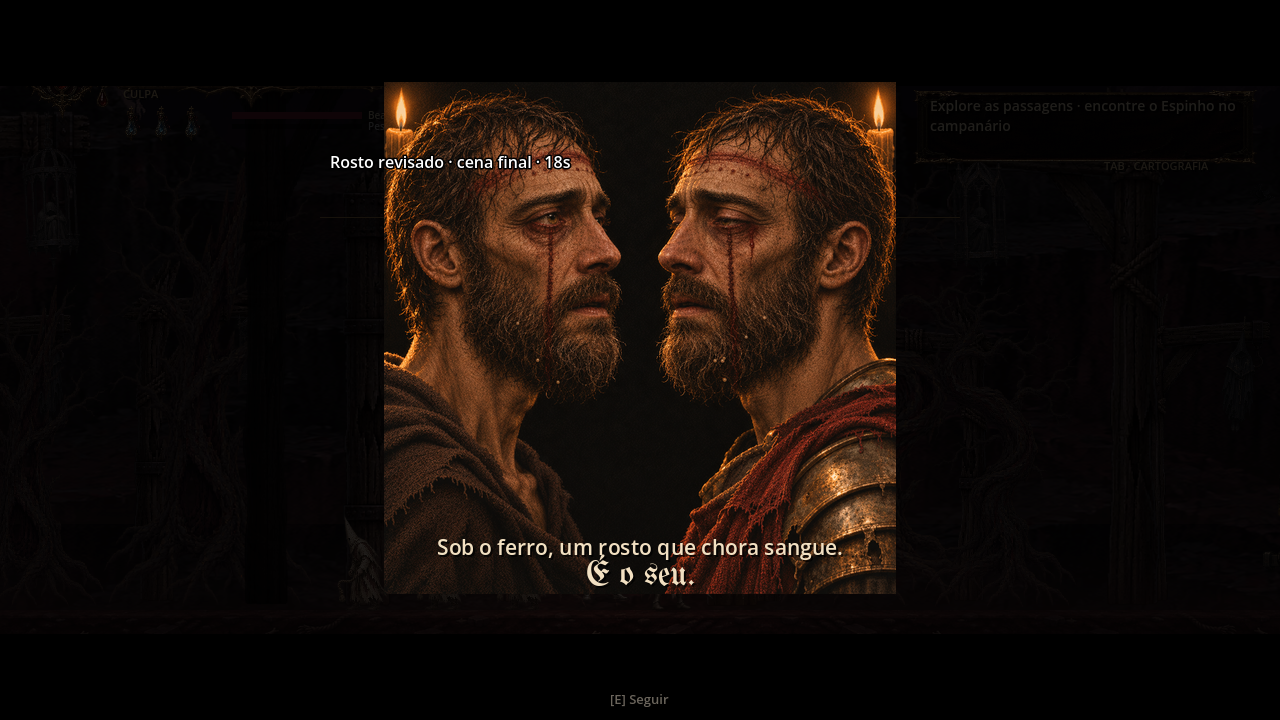 CULPA
Explore as passagens · encontre o Espinho no
campanário
TAB · CARTOGRAFIA
Rosto revisado · cena final · 18s
Sob o ferro, um rosto que chora sangue.
É o seu.
[E] Seguir